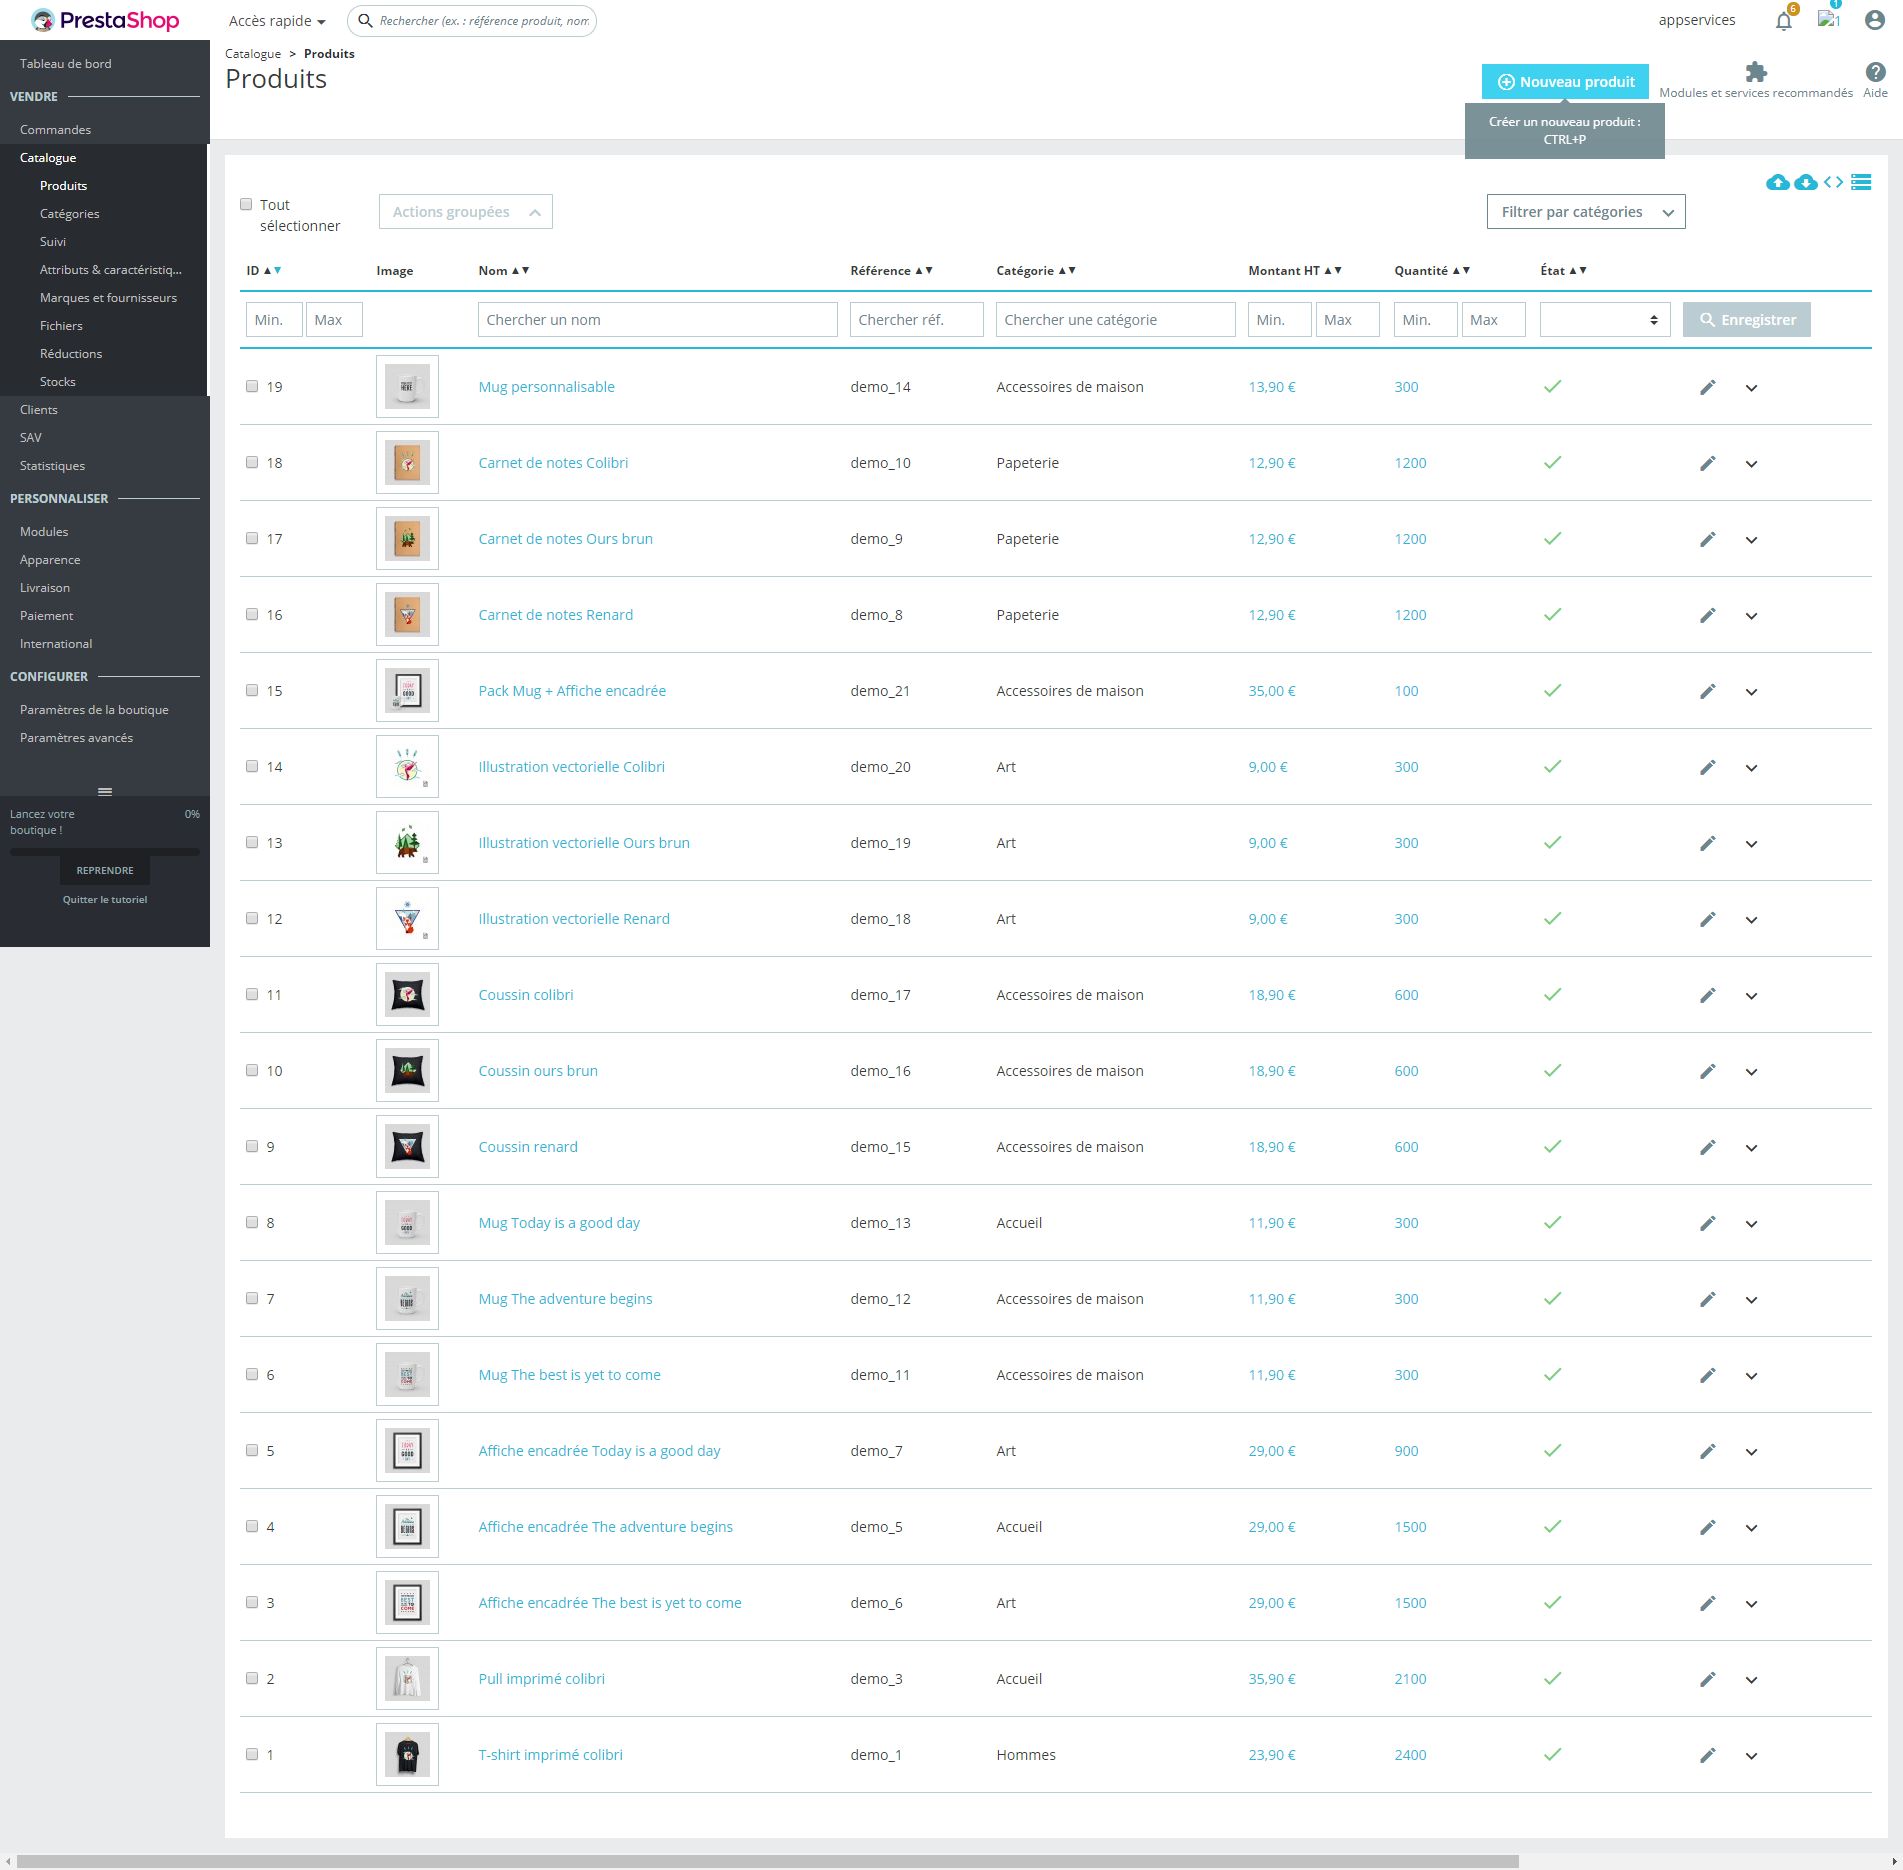 PrestaShop
Accès rapide
Rechercher (ex. : référence produit, nom
appservices
6
1
1
Catalogue > Produits
Produits
Nouveau produit
Modules et services recommandés
Aide
Créer un nouveau produit :
CTRL+P
Tableau de bord
VENDRE
Commandes
Catalogue
Produits
Catégories
Suivi
Attributs & caractéristiq...
Marques et fournisseurs
Fichiers
Réductions
Stocks
Clients
SAV
Statistiques
PERSONNALISER
Modules
Apparence
Livraison
Paiement
International
CONFIGURER
Paramètres de la boutique
Paramètres avancés
Lancez votre
boutique !
0%
REPRENDRE
Quitter le tutoriel
Tout
sélectionner
Actions groupées
Filtrer par catégories
ID Image Nom Référence Catégorie Montant HT Quantité État
Min. Max Chercher un nom Chercher réf. Chercher une catégorie Min. Max Min. Max Enregistrer
19 Mug personnalisable demo_14 Accessoires de maison 13,90 € 300
18 Carnet de notes Colibri demo_10 Papeterie 12,90 € 1200
17 Carnet de notes Ours brun demo_9 Papeterie 12,90 € 1200
16 Carnet de notes Renard demo_8 Papeterie 12,90 € 1200
15 Pack Mug + Affiche encadrée demo_21 Accessoires de maison 35,00 € 100
14 Illustration vectorielle Colibri demo_20 Art 9,00 € 300
13 Illustration vectorielle Ours brun demo_19 Art 9,00 € 300
12 Illustration vectorielle Renard demo_18 Art 9,00 € 300
11 Coussin colibri demo_17 Accessoires de maison 18,90 € 600
10 Coussin ours brun demo_16 Accessoires de maison 18,90 € 600
9 Coussin renard demo_15 Accessoires de maison 18,90 € 600
8 Mug Today is a good day demo_13 Accueil 11,90 € 300
7 Mug The adventure begins demo_12 Accessoires de maison 11,90 € 300
6 Mug The best is yet to come demo_11 Accessoires de maison 11,90 € 300
5 Affiche encadrée Today is a good day demo_7 Art 29,00 € 900
4 Affiche encadrée The adventure begins demo_5 Accueil 29,00 € 1500
3 Affiche encadrée The best is yet to come demo_6 Art 29,00 € 1500
2 Pull imprimé colibri demo_3 Accueil 35,90 € 2100
1 T-shirt imprimé colibri demo_1 Hommes 23,90 € 2400